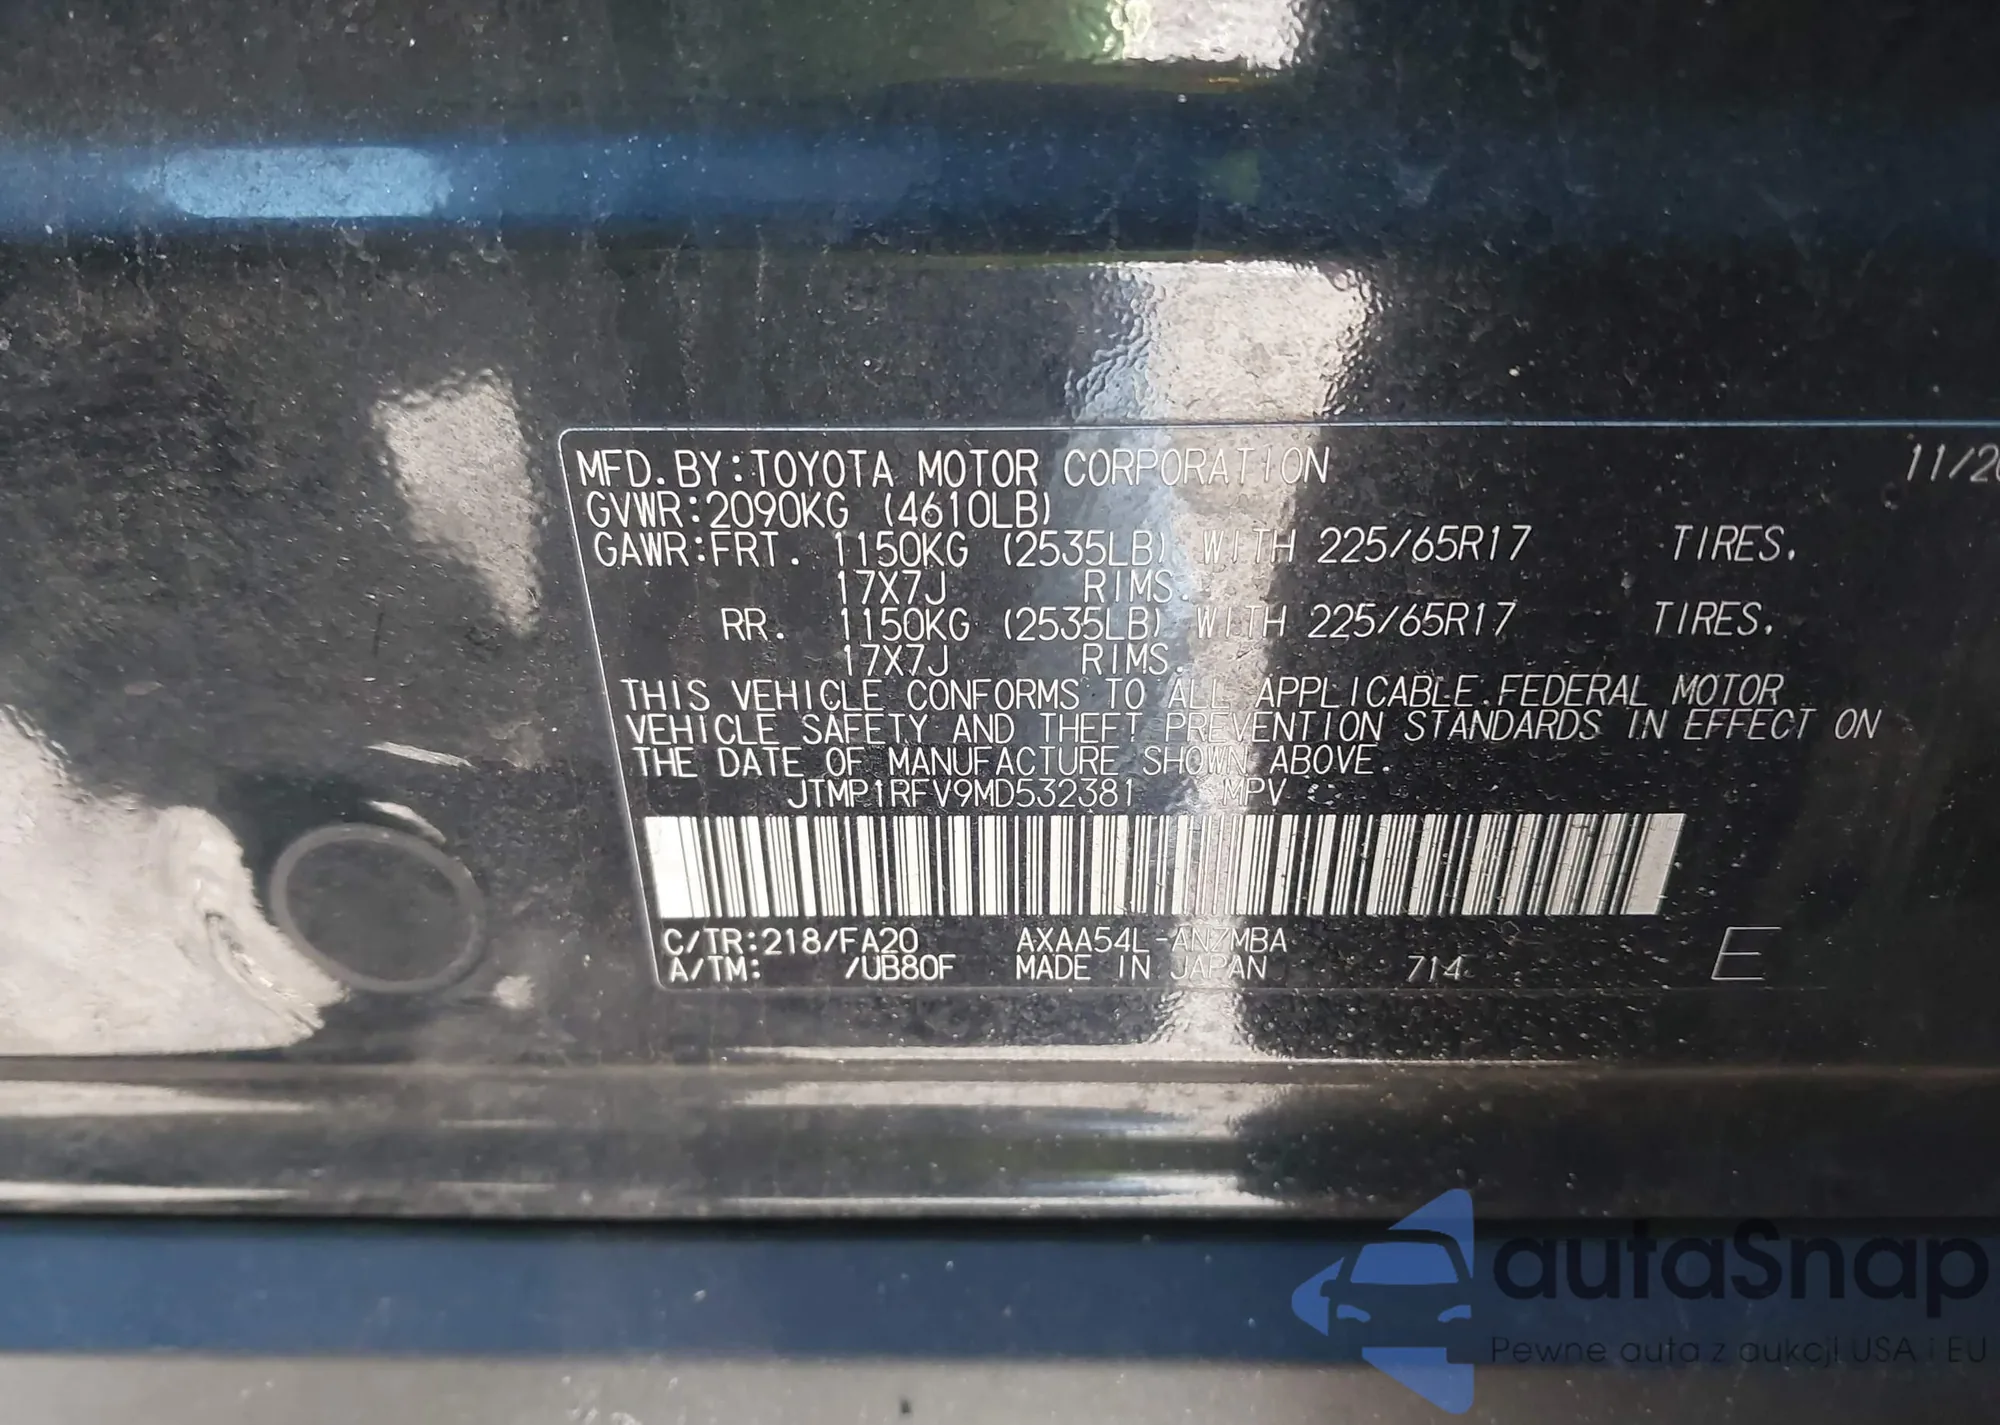 MFD.BY:TOYOTA MOTOR CORPORATION 11/20
GVWR:2090KG (4610LB)
GAWR:FRT. 1150KG (2535LB) WITH 225/65R17 TIRES.
17X7J RIMS.
RR. 1150KG (2535LB) WITH 225/65R17 TIRES.
17X7J RIMS.
THIS VEHICLE CONFORMS TO ALL APPLICABLE FEDERAL MOTOR
VEHICLE SAFETY AND THEFT PREVENTION STANDARDS IN EFFECT ON
THE DATE OF MANUFACTURE SHOWN ABOVE.
JTMP1RFV9MD532381 MPV
C/TR:218/FA20 AXAA54L-ANZMBA
A/TM: /UB80F MADE IN JAPAN 714 E
autaSnap
Pewne auta z aukcji USA i EU